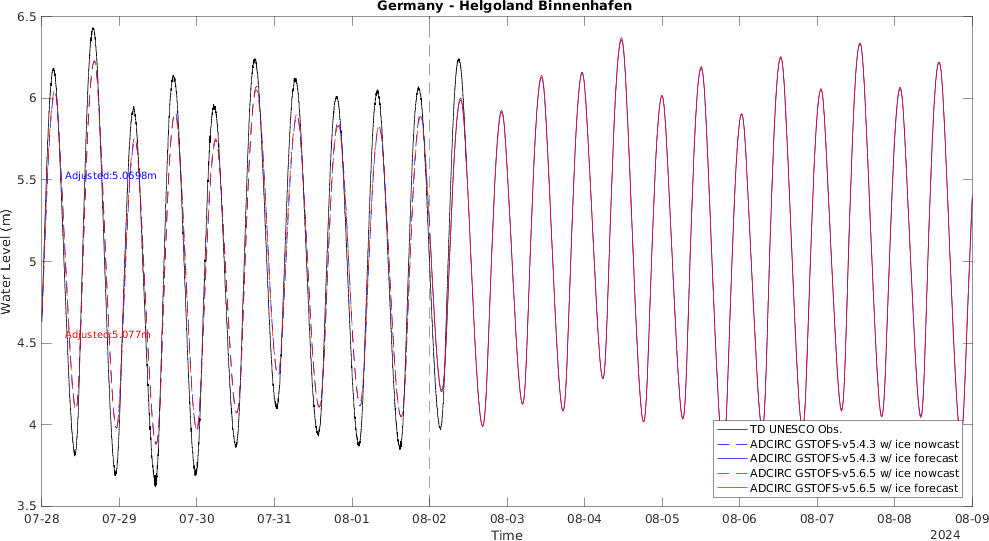 Germany - Helgoland Binnenhafen
6.5
6
5.5
5
4.5
4
3.5
Water Level (m)
Adjusted:5.0698m
Adjusted:5.077m
TD UNESCO Obs.
ADCIRC GSTOFS-v5.4.3 w/ ice nowcast
ADCIRC GSTOFS-v5.4.3 w/ ice forecast
ADCIRC GSTOFS-v5.6.5 w/ ice nowcast
ADCIRC GSTOFS-v5.6.5 w/ ice forecast
07-28 07-29 07-30 07-31 08-01 08-02 08-03 08-04 08-05 08-06 08-07 08-08 08-09
Time
2024